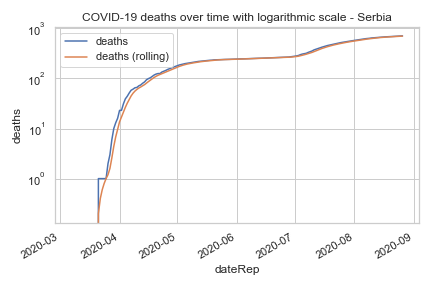 COVID-19 deaths over time with logarithmic scale - Serbia
deaths
deaths (rolling)
10³
10²
10¹
10⁰
deaths
2020-03
2020-04
2020-05
2020-06
2020-07
2020-08
2020-09
dateRep